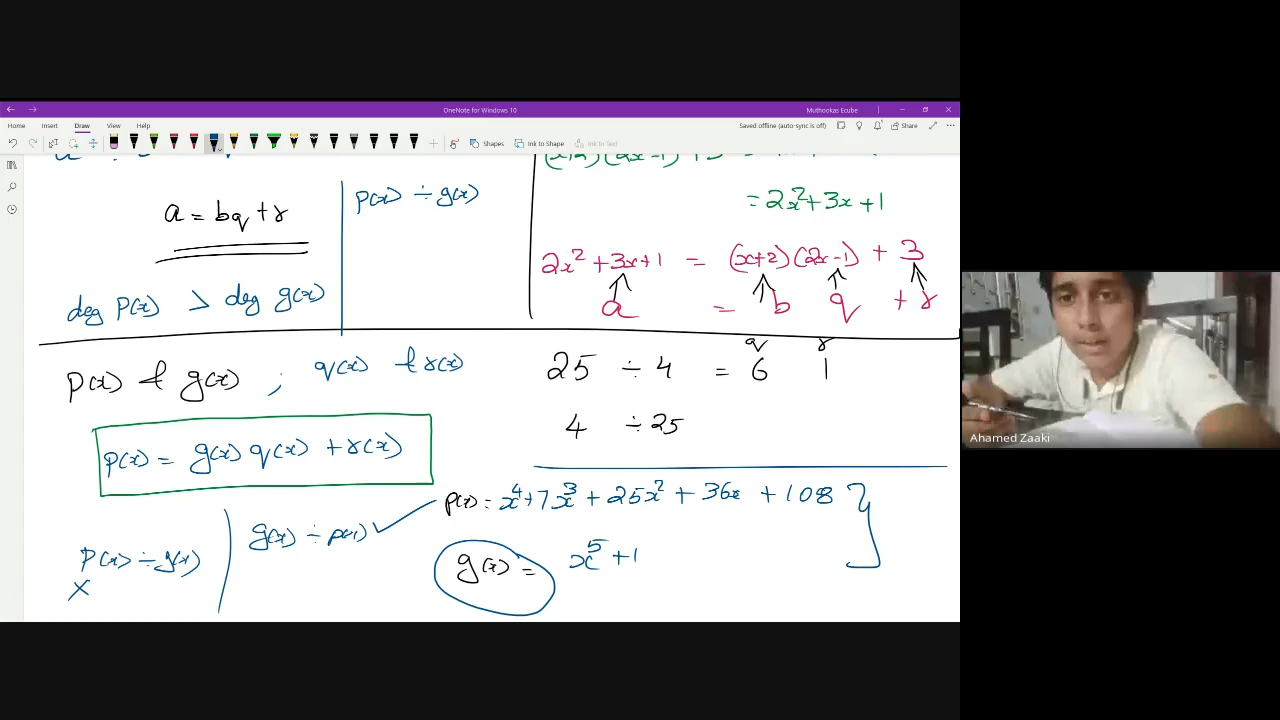 OneNote for Windows 10
Muthookas Ecube
Home Insert Draw View Help
Saved offline (auto-sync is off)
Share
Shapes Ink to Shape Ink to Text
a = bq + r
p(x) ÷ g(x)
deg p(x) > deg g(x)
= 2x² + 3x + 1
2x² + 3x + 1 = (x+2)(2x-1) + 3
a = b q + r
p(x) & g(x) ; q(x) & r(x)
p(x) = g(x) q(x) + r(x)
q r
25 ÷ 4 = 6 1
4 ÷ 25
p(x) = x⁴ + 7x³ + 25x² + 36x + 108
g(x) = x⁵ + 1
p(x) ÷ g(x)
×
g(x) ÷ p(x) ✓
Ahamed Zaaki